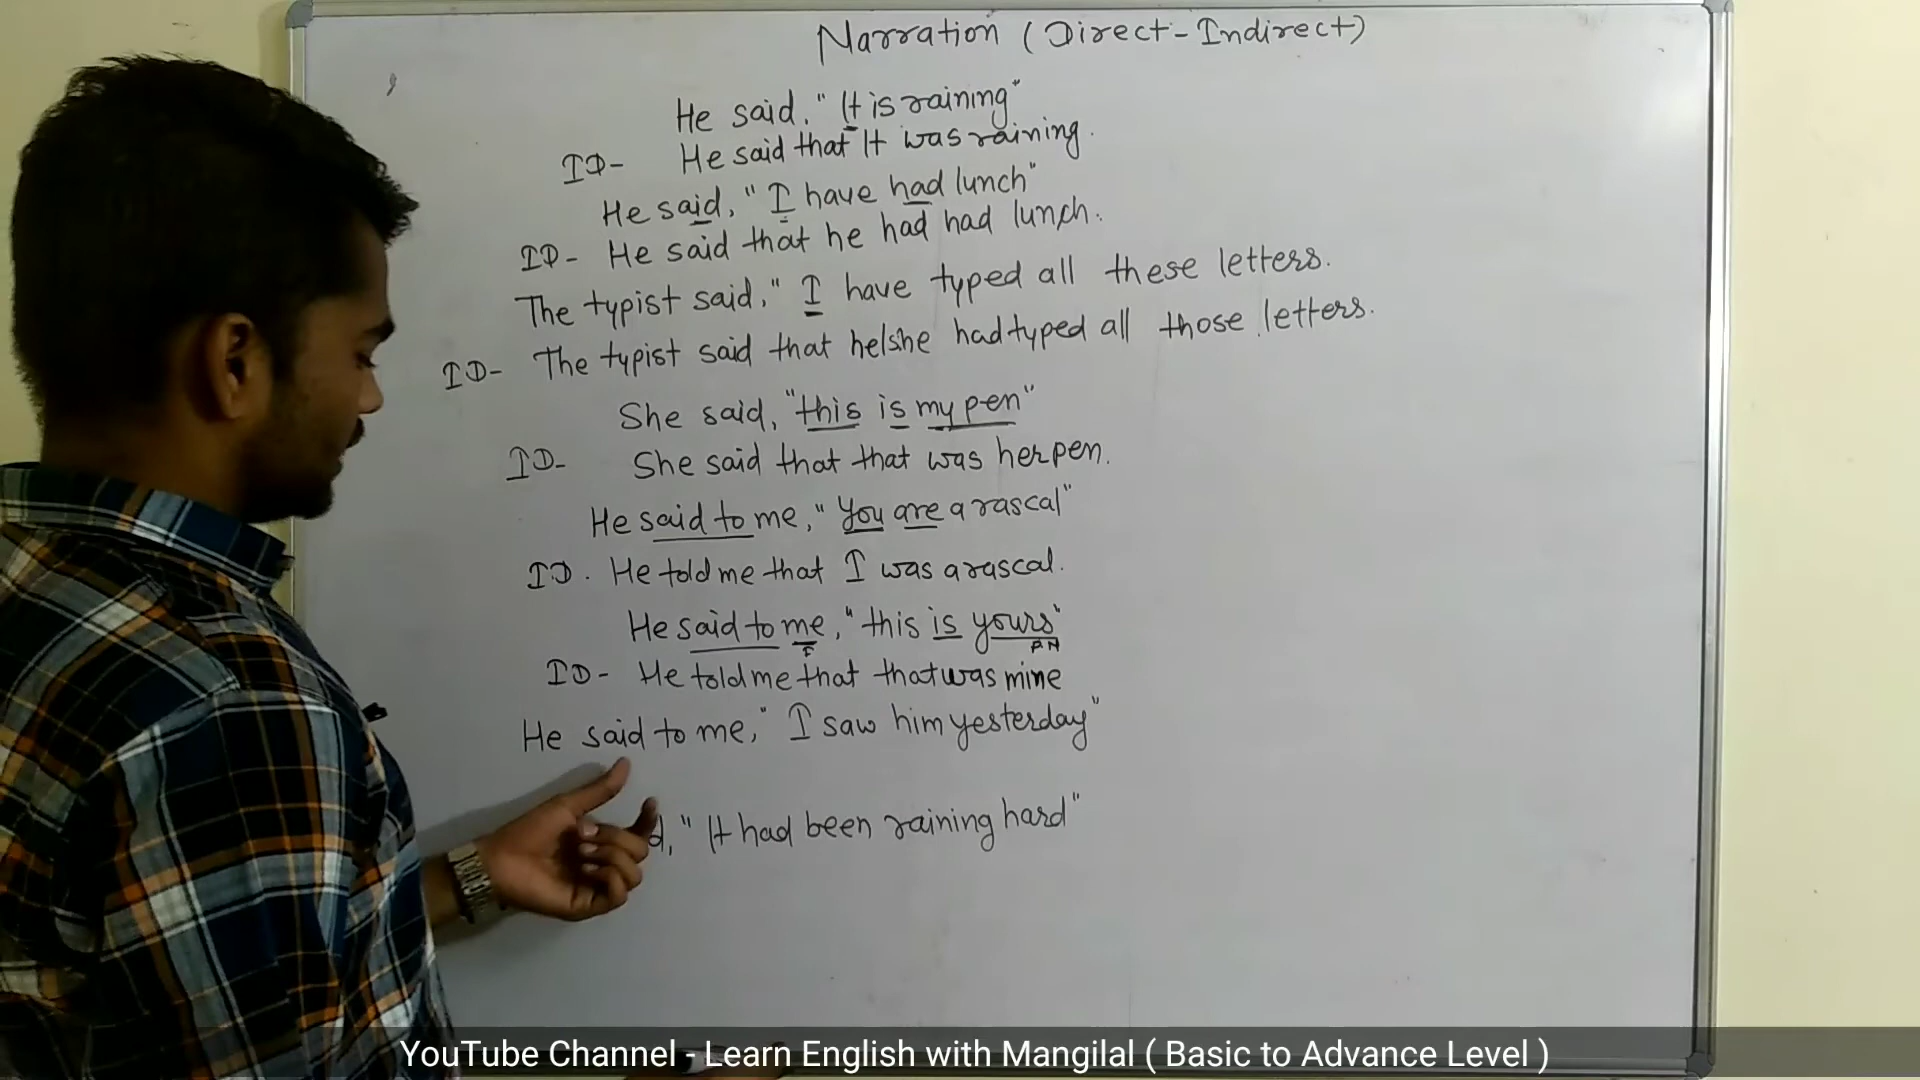 Narration (Direct-Indirect)
He said, "It is raining"
ID- He said that It was raining.
He said, "I have had lunch"
ID- He said that he had had lunch.
The typist said, "I have typed all these letters.
ID- The typist said that he/she had typed all those letters.
She said, "this is my pen"
ID- She said that that was her pen.
He said to me, "You are a rascal"
ID. He told me that I was a rascal.
He said to me, "this is yours"
ID- He told me that that was mine
He said to me, "I saw him yesterday"
d, "It had been raining hard"
YouTube Channel - Learn English with Mangilal ( Basic to Advance Level )